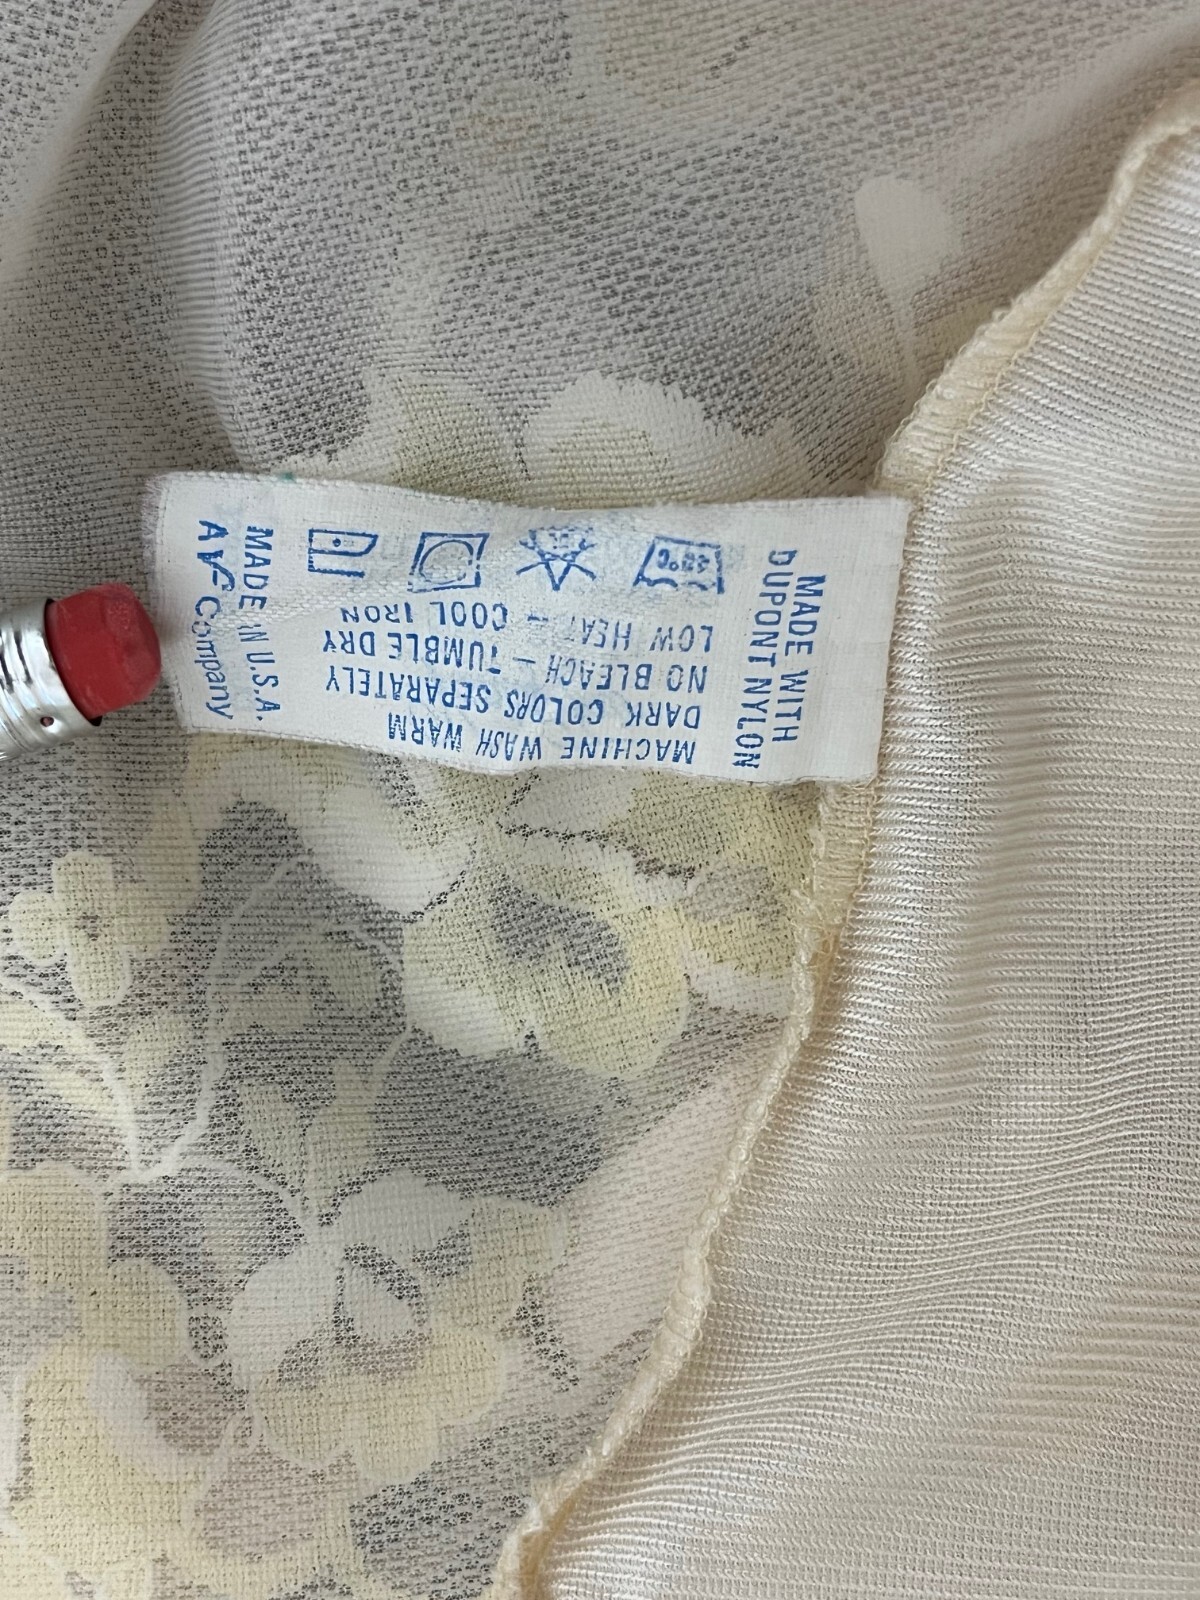 MADE WITH
DUPONT NYLON
MACHINE WASH WARM
DARK COLORS SEPARATELY
NO BLEACH – TUMBLE DRY
LOW HEAT – COOL IRON
MADE IN U.S.A.
AVF Company